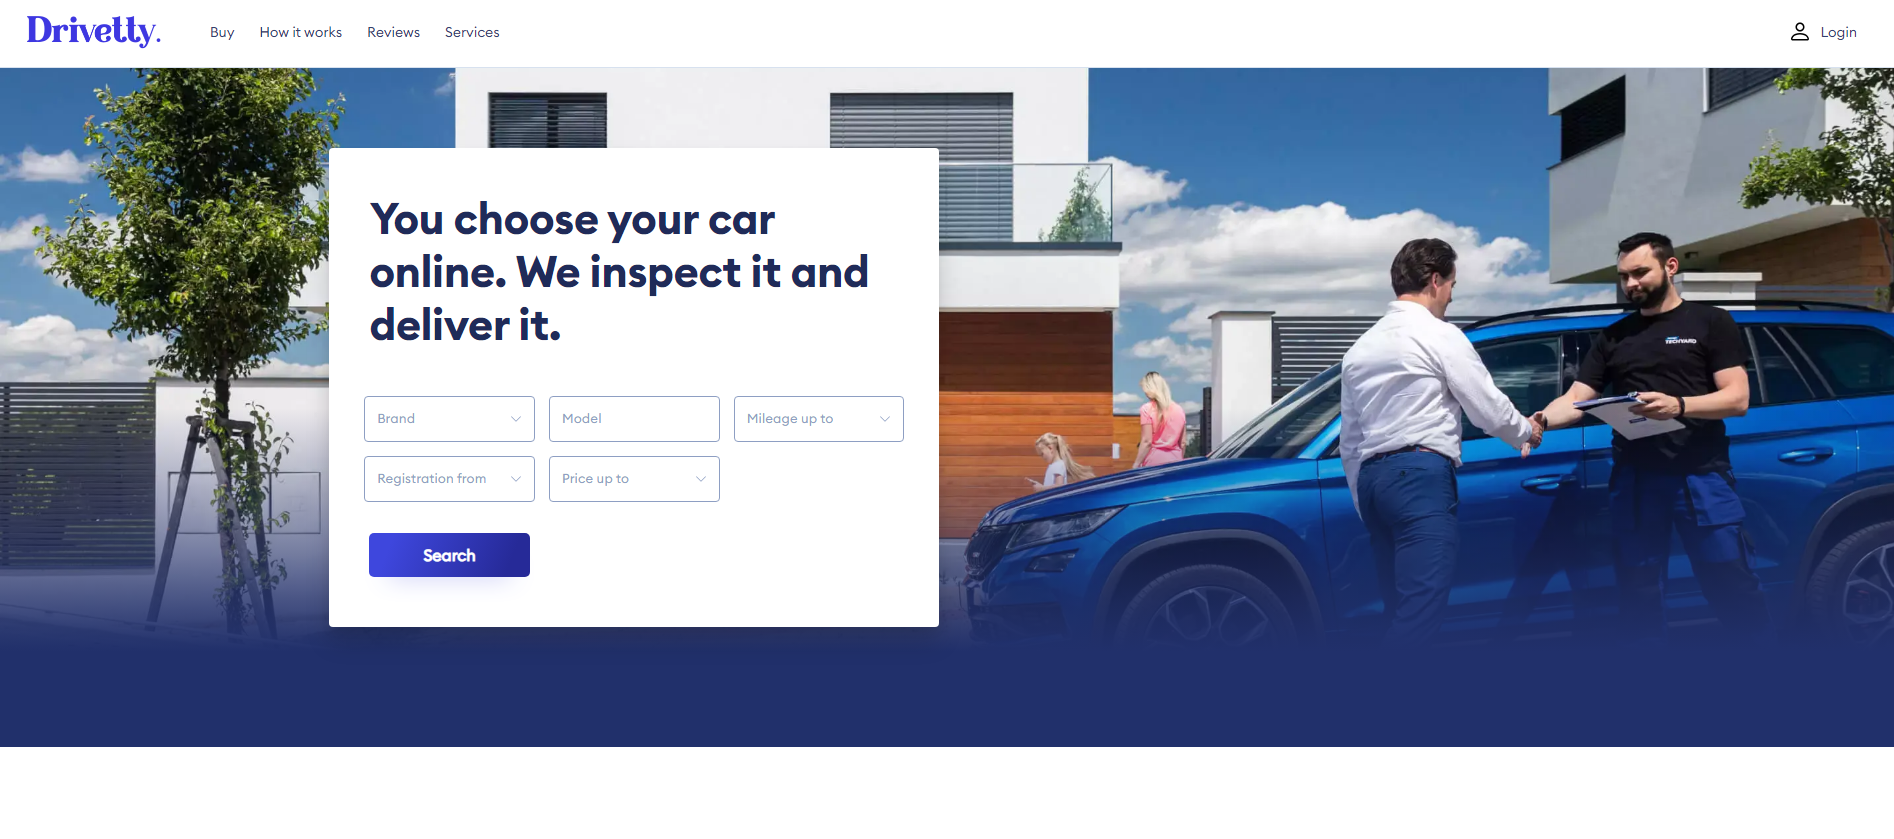 Drivetty.
Buy
How it works
Reviews
Services
Login
You choose your car
online. We inspect it and
deliver it.
Brand
Model
Mileage up to
Registration from
Price up to
Search
TECHYARD